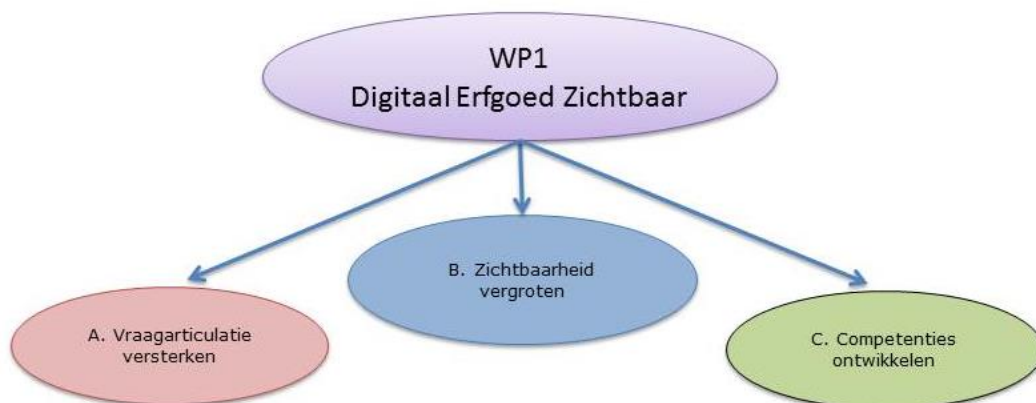 WP1
Digitaal Erfgoed Zichtbaar
B. Zichtbaarheid
vergroten
A. Vraagarticulatie
versterken
C. Competenties
ontwikkelen